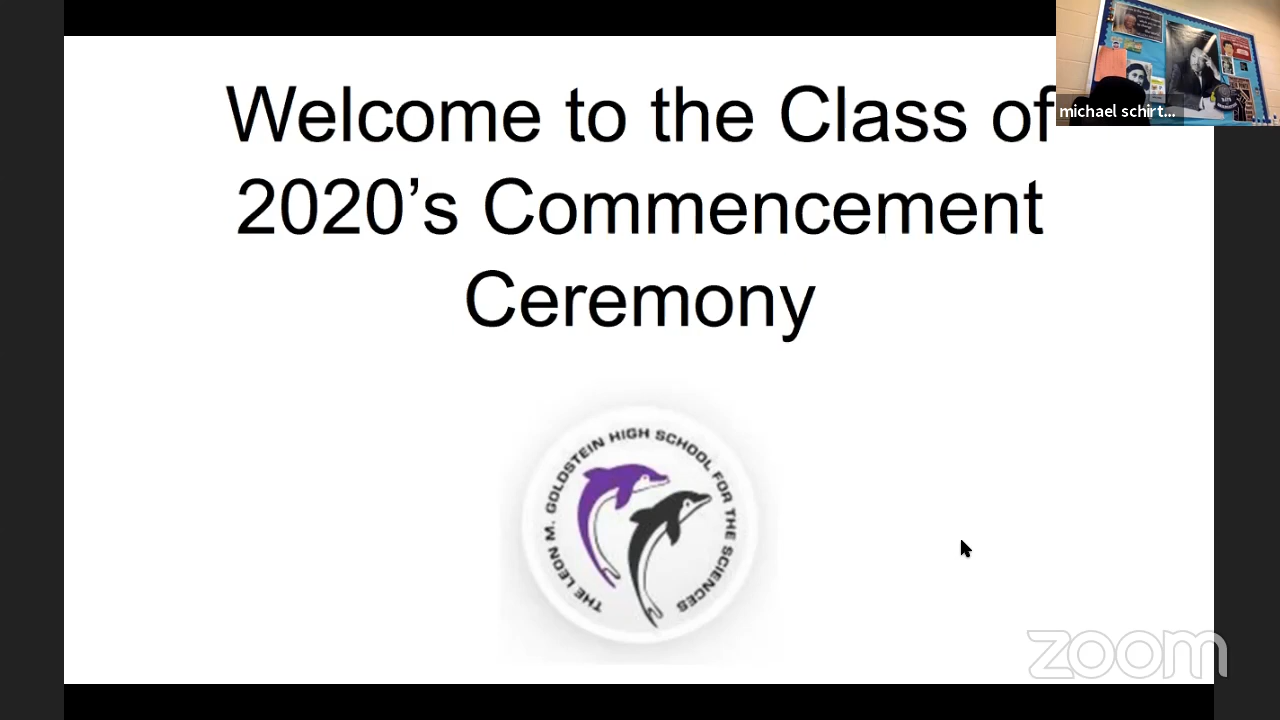 Welcome to the Class of
2020’s Commencement
Ceremony
michael schirt...
THE LEON M. GOLDSTEIN HIGH SCHOOL FOR THE SCIENCES
zoom